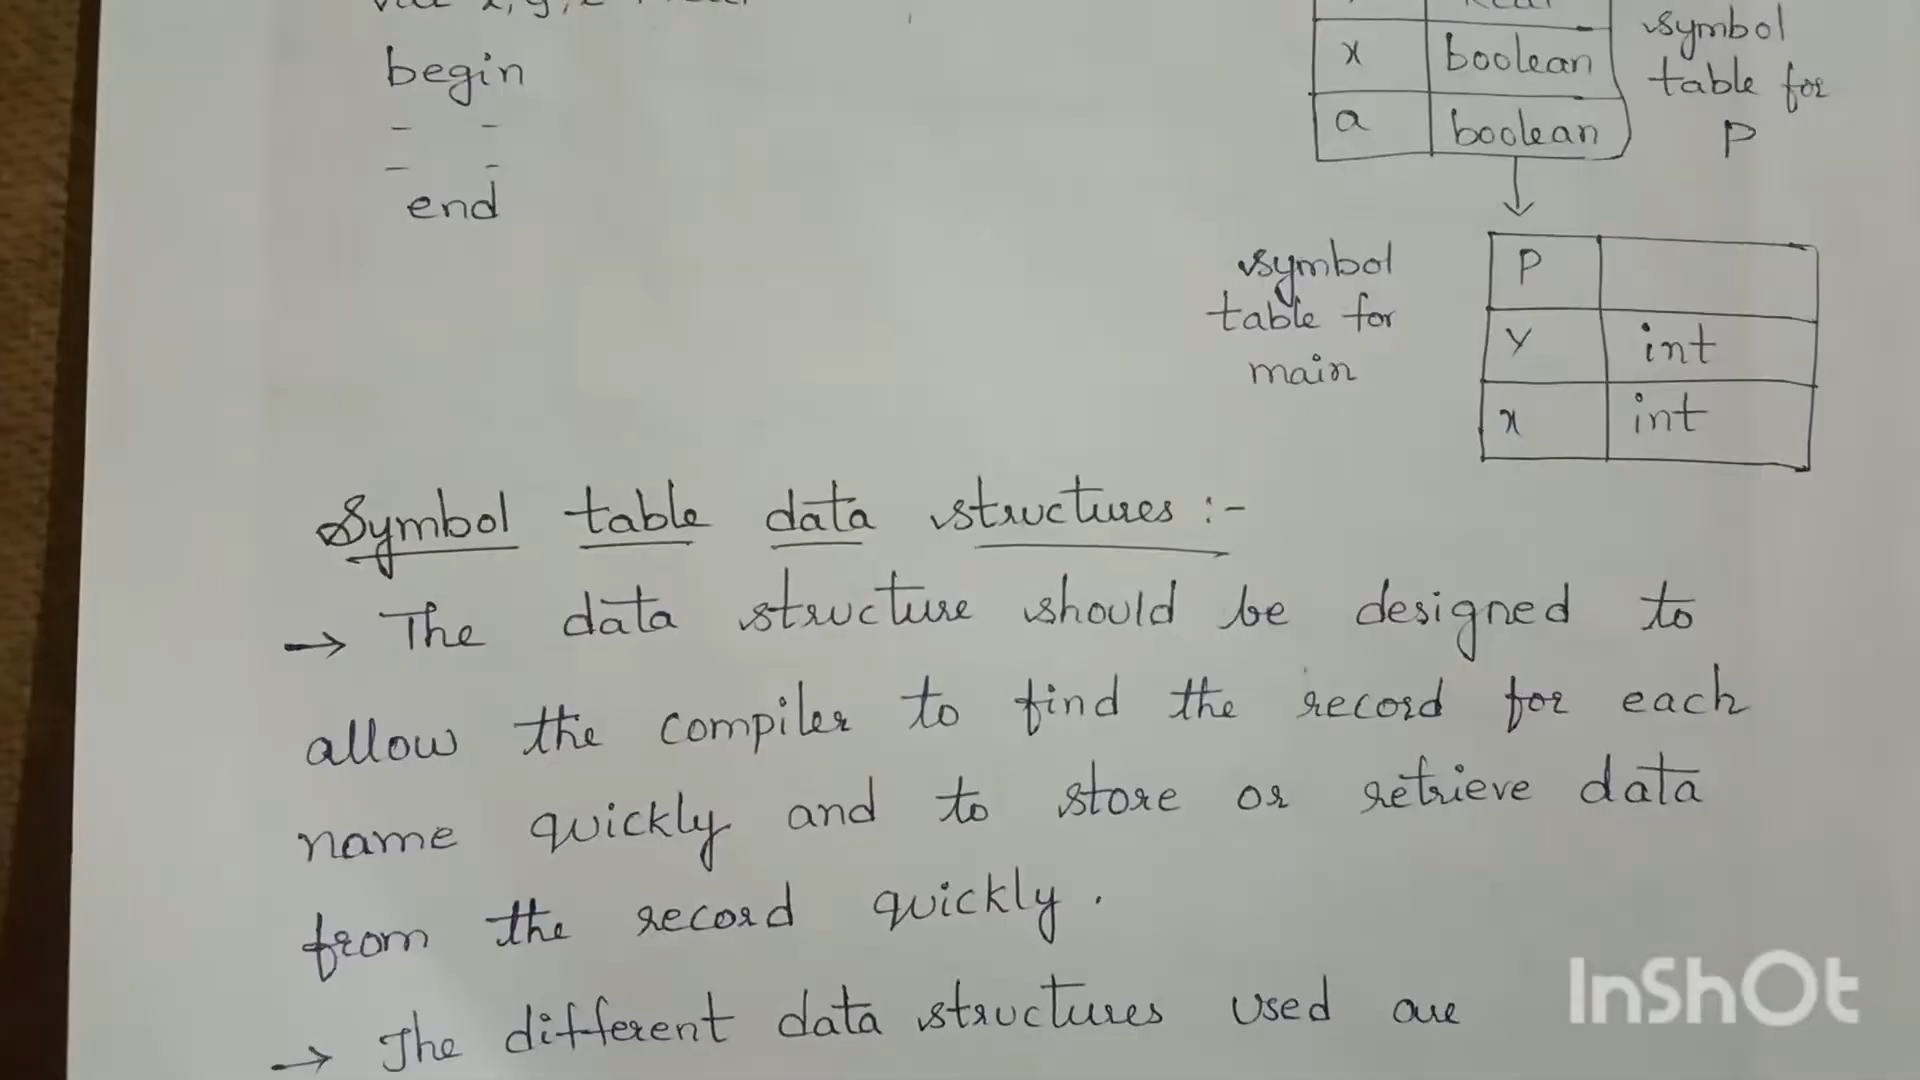 begin
end
x boolean
a boolean
symbol
table for
P
symbol
table for
main
P
y int
x int
Symbol table data structures :-
→ The data structure should be designed to
allow the compiler to find the record for each
name quickly and to store or retrieve data
from the record quickly.
→ The different data structures used are
InShOt